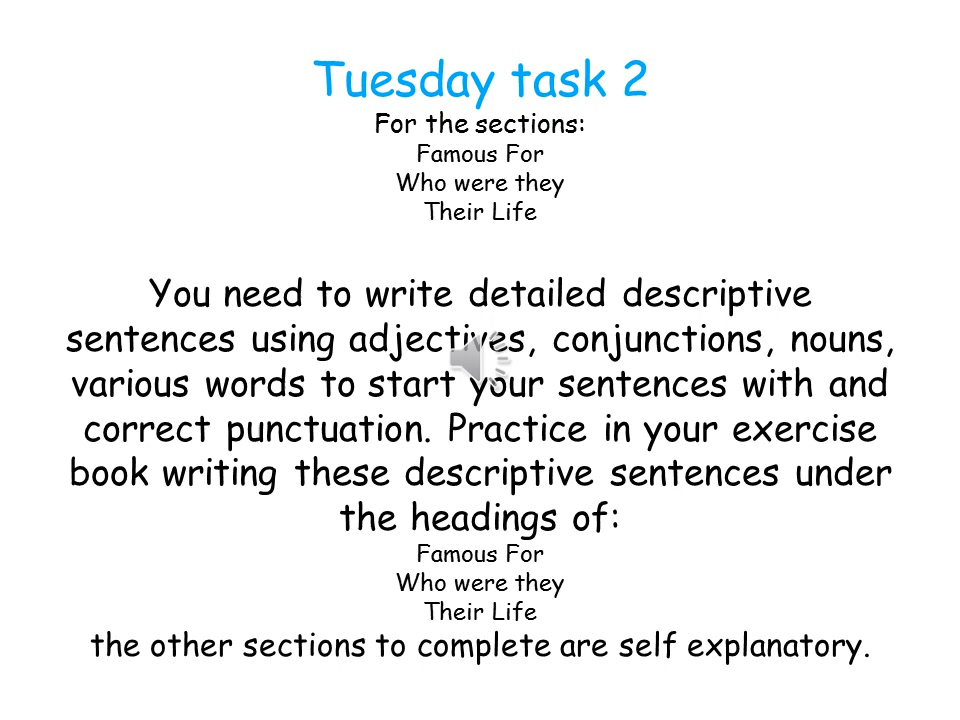 Tuesday task 2
For the sections:
Famous For
Who were they
Their Life
You need to write detailed descriptive
sentences using adjectives, conjunctions, nouns,
various words to start your sentences with and
correct punctuation. Practice in your exercise
book writing these descriptive sentences under
the headings of:
Famous For
Who were they
Their Life
the other sections to complete are self explanatory.